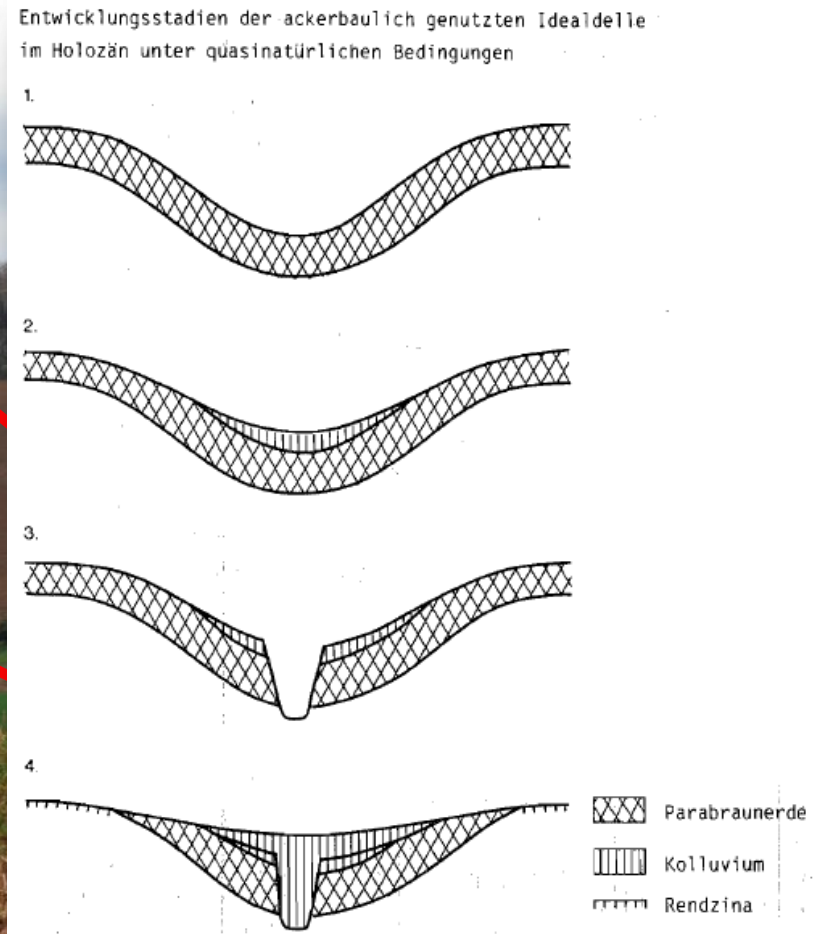 Entwicklungsstadien der ackerbaulich genutzten Idealdelle
im Holozän unter quasinatürlichen Bedingungen
1.
2.
3.
4.
Parabraunerde
Kolluvium
Rendzina